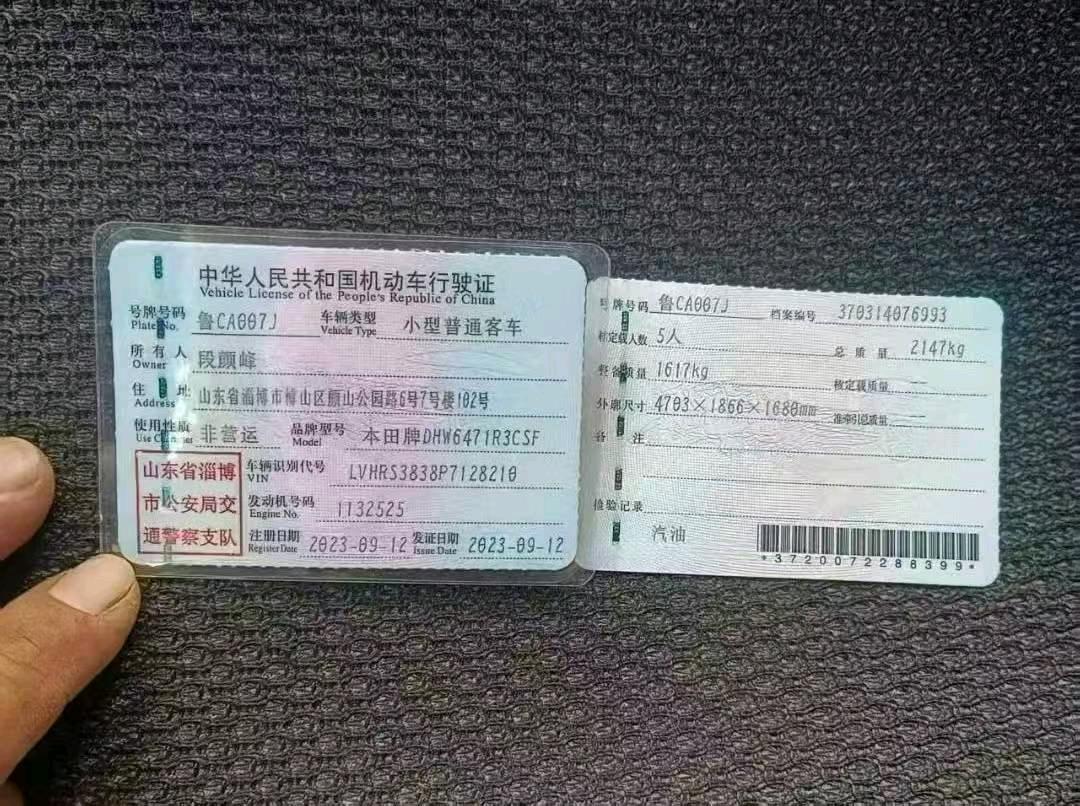 中华人民共和国机动车行驶证
Vehicle License of the People's Republic of China
号牌号码 鲁CA007J 车辆类型 小型普通客车
Plate No. Vehicle Type
所有人 段颜峰
Owner
住址 山东省淄博市博山区颜山公园路6号7号楼102号
Address
使用性质 非营运 品牌型号 本田牌DHW6471R3CSF
Use Character Model
山东省淄博
市公安局交
通警察支队
车辆识别代号 LVHRS3838P7128210
VIN
发动机号码 1132525
Engine No.
注册日期 2023-09-12 发证日期 2023-09-12
Register Date Issue Date
号牌号码 鲁CA007J 档案编号 370314076993
核定载人数 5人 总质量 2147kg
整备质量 1617kg 核定载质量 --
外廓尺寸 4703×1866×1680mm 准牵引总质量 --
备注
检验记录
汽油
*3720072288399*